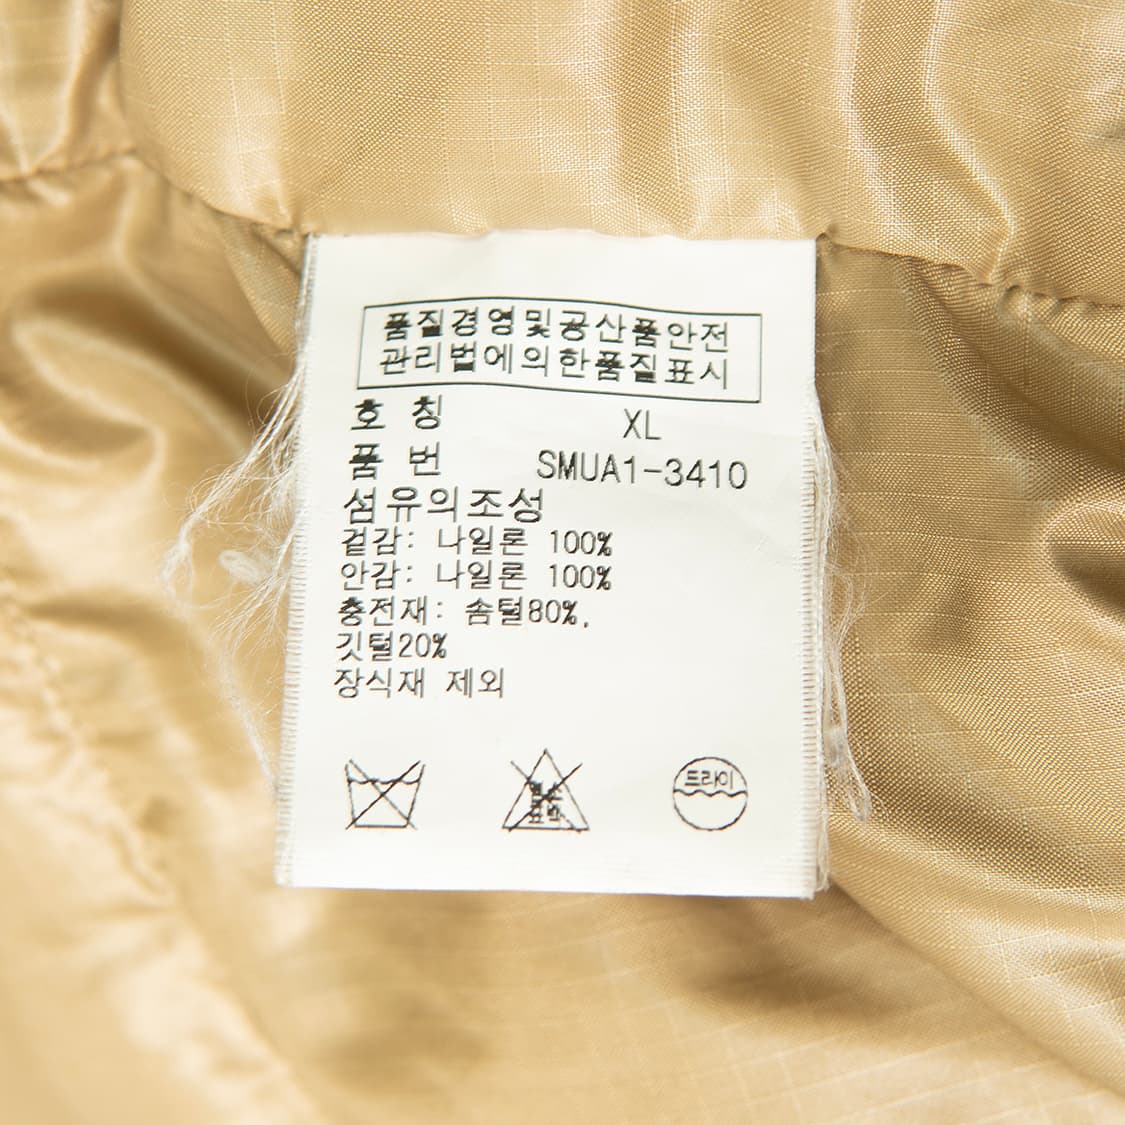 품질경영및공산품안전
관리법에의한품질표시
호 칭 XL
품 번 SMUA1-3410
섬유의조성
겉감: 나일론 100%
안감: 나일론 100%
충전재: 솜털80%,
깃털20%
장식재 제외
드라이